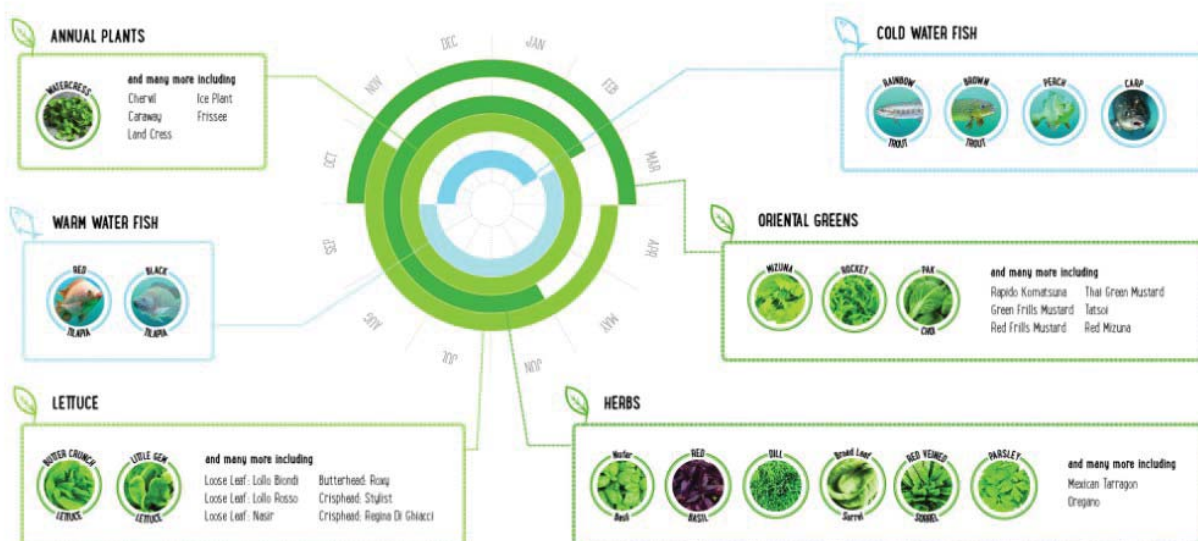 ANNUAL PLANTS
WATERCRESS
and many more including
Chervil Ice Plant
Caraway Frissee
Land Cress
WARM WATER FISH
RED
TILAPIA
BLACK
TILAPIA
DEC
JAN
FEB
MAR
APR
MAY
JUN
JUL
AUG
SEP
OCT
NOV
COLD WATER FISH
RAINBOW
TROUT
BROWN
TROUT
PERCH
CARP
ORIENTAL GREENS
MIZUNA
ROCKET
PAK
CHOI
and many more including
Rapido Komatsuna Thai Green Mustard
Green Frills Mustard Tatsoi
Red Frills Mustard Red Mizuna
LETTUCE
BUTTER CRUNCH
LETTUCE
LITTLE GEM
LETTUCE
and many more including
Loose Leaf: Lollo Biondi Butterhead: Roxy
Loose Leaf: Lollo Rosso Crisphead: Stylist
Loose Leaf: Nasir Crisphead: Regina Di Ghiacci
HERBS
Basil
RED
BASIL
DILL
Broad Leaf
Sorrel
RED VEINED
SORREL
PARSLEY
and many more including
Mexican Tarragon
Oregano